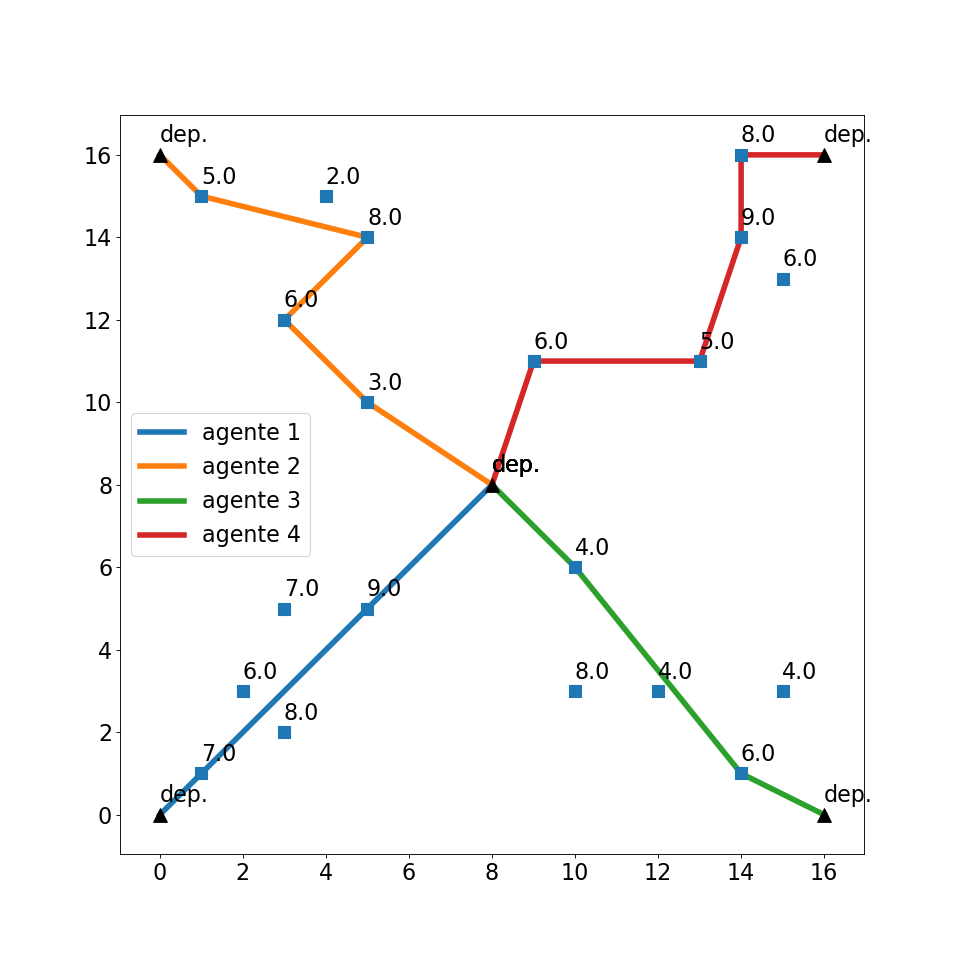 dep. 8.0 dep.
16
5.0 2.0
8.0 9.0
14
6.0
6.0
12
6.0 5.0
3.0
10
agente 1
agente 2
agente 3
agente 4
dep.
dep.
8
4.0
6
7.0 9.0
4
6.0 8.0 4.0 4.0
8.0
2
7.0 6.0
dep. dep.
0
0 2 4 6 8 10 12 14 16